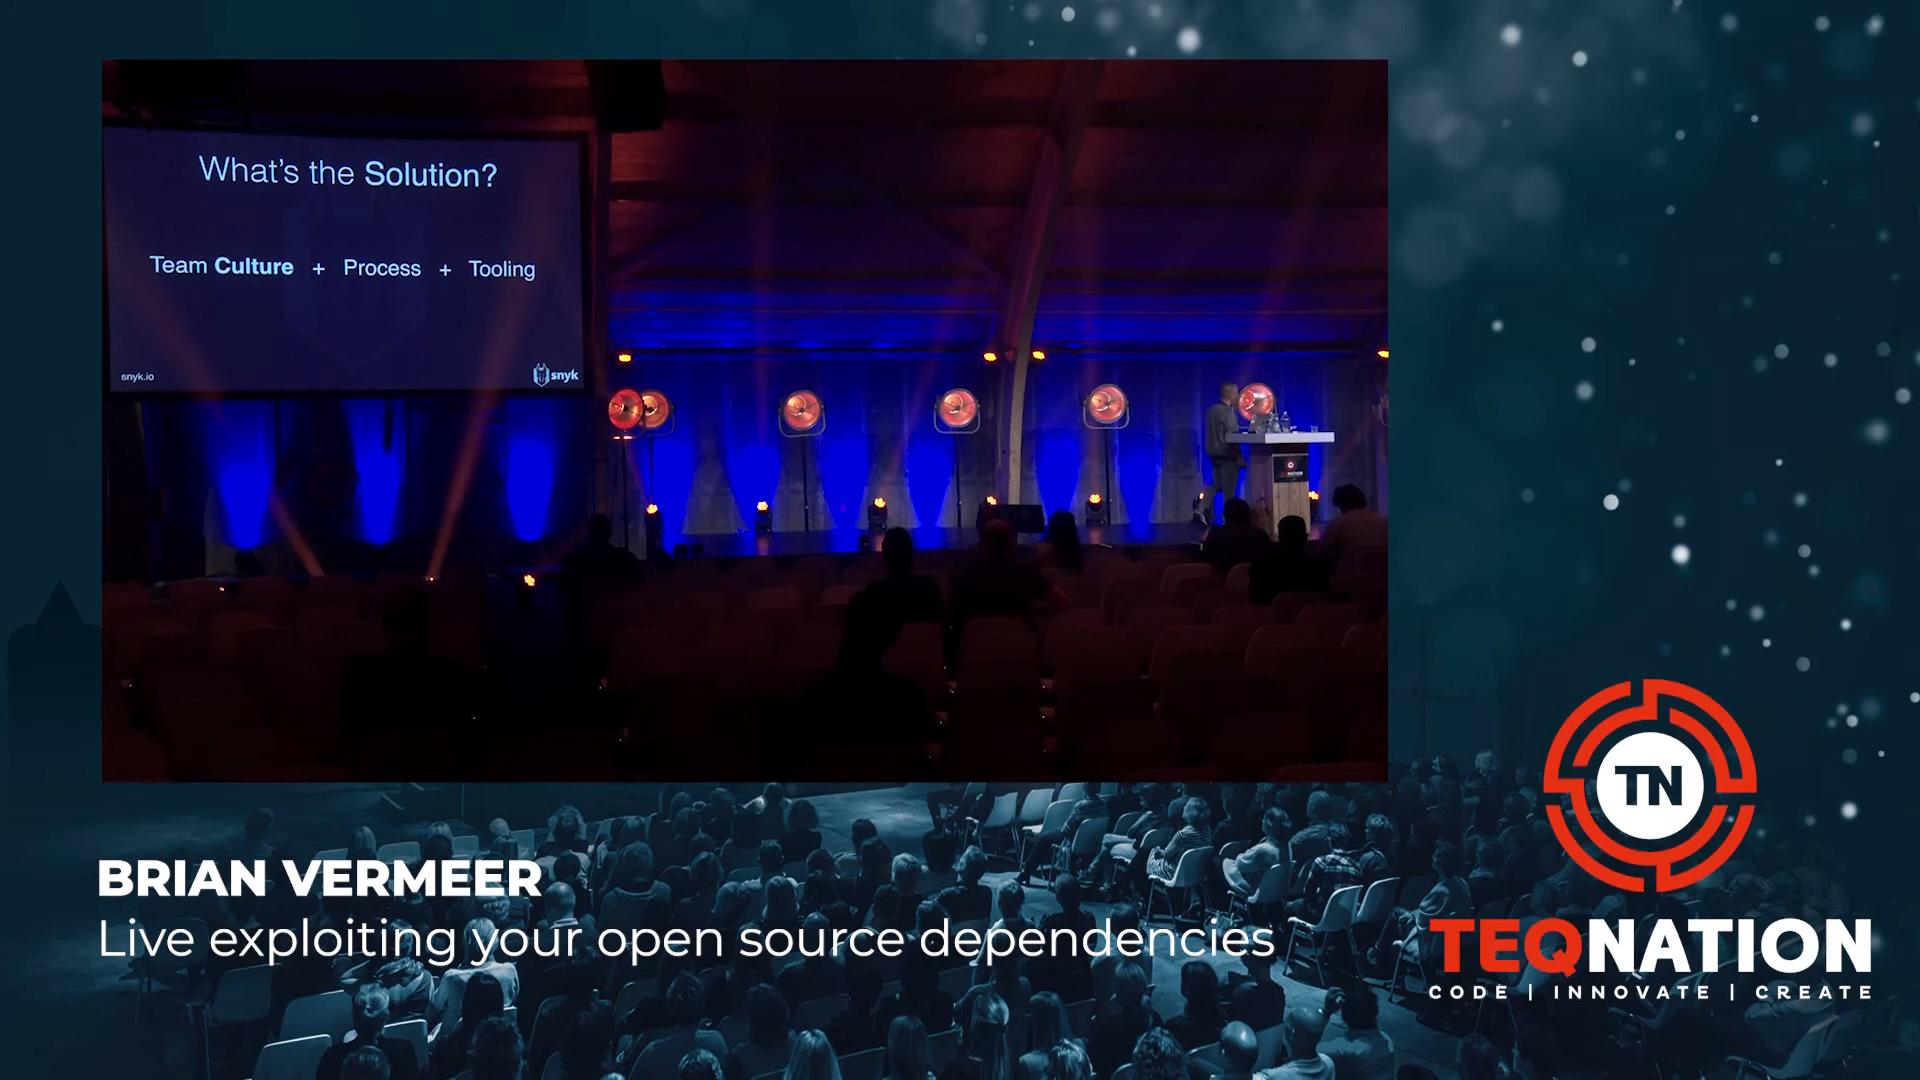 What's the Solution?
Team Culture + Process + Tooling
snyk.io
snyk
BRIAN VERMEER
Live exploiting your open source dependencies
TN
TEQNATION
CODE | INNOVATE | CREATE